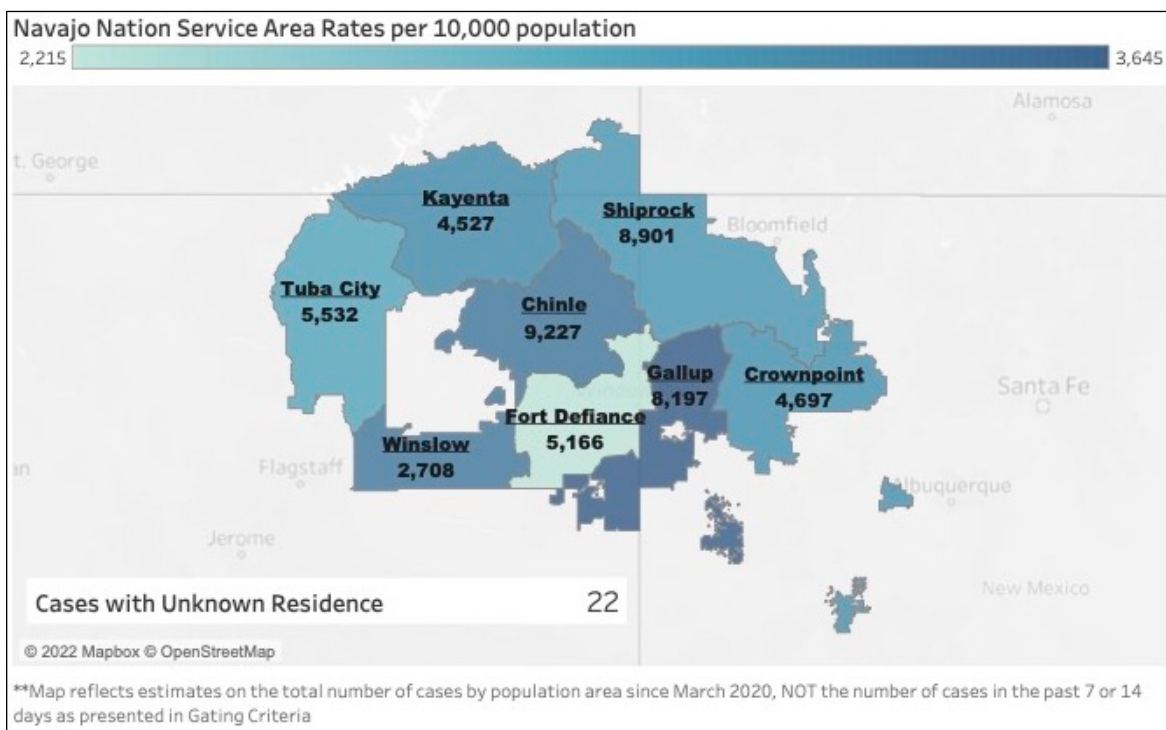 Navajo Nation Service Area Rates per 10,000 population
2,215
3,645
Alamosa
t. George
Kayenta
4,527
Shiprock
8,901
Bloomfield
Tuba City
5,532
Chinle
9,227
Gallup
8,197
Crownpoint
4,697
Santa Fe
Fort Defiance
5,166
Winslow
2,708
Flagstaff
an
Albuquerque
Jerome
New Mexico
Cases with Unknown Residence 22
© 2022 Mapbox © OpenStreetMap
**Map reflects estimates on the total number of cases by population area since March 2020, NOT the number of cases in the past 7 or 14
days as presented in Gating Criteria